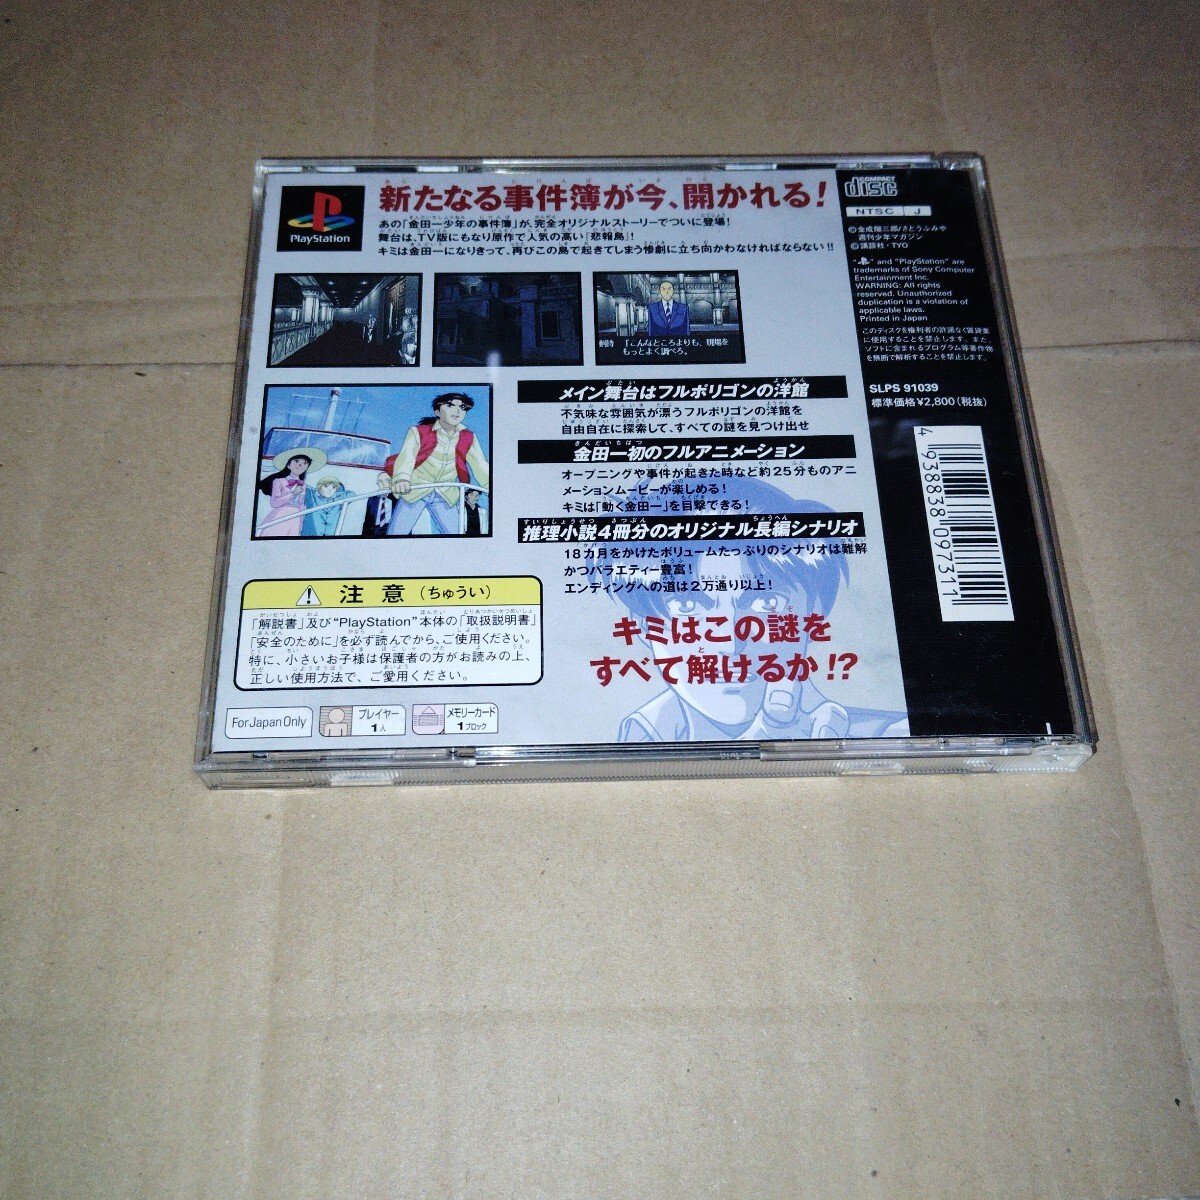 PlayStation
新たなる事件簿が今、開かれる!
あの「金田一少年の事件簿」が、完全オリジナルストーリーでついに登場!
舞台は、TV版にもなり原作で人気の高い「悲報島」!
キミは金田一になりきって、再びこの島で起きてしまう惨劇に立ち向かわなければならない!!
剣持 「こんなところよりも、現場を
もっとよく調べろ。
メイン舞台はフルポリゴンの洋館
不気味な雰囲気が漂うフルポリゴンの洋館を
自由自在に探索して、すべての謎を見つけ出せ
金田一初のフルアニメーション
オープニングや事件が起きた時など約25分ものアニ
メーションムービーが楽しめる!
キミは「動く金田一」を目撃できる!
推理小説4冊分のオリジナル長編シナリオ
18カ月をかけたボリュームたっぷりのシナリオは難解
かつバラエティー豊富!
エンディングへの道は2万通り以上!
キミはこの謎を
すべて解けるか!?
注意(ちゅうい)
「解説書」及び“PlayStation”本体の「取扱説明書」
「安全のために」を必ず読んでから、ご使用ください。
特に、小さいお子様は保護者の方がお読みの上、
正しい使用方法で、ご愛用ください。
For Japan Only
プレイヤー
1人
メモリーカード
1ブロック
COMPACT
disc
NTSC J
©金成陽三郎/さとうふみや
週刊少年マガジン
©講談社・TYO
" " and "PlayStation" are
trademarks of Sony Computer
Entertainment Inc.
WARNING: All rights
reserved. Unauthorized
duplication is a violation of
applicable laws.
Printed in Japan
このディスクを権利者の許諾なく賃貸業
に使用することを禁止します。また、
ソフトに含まれるプログラム等著作物
を無断で解析することを禁止します。
SLPS 91039
標準価格¥2,800(税抜)
4 938838 097311